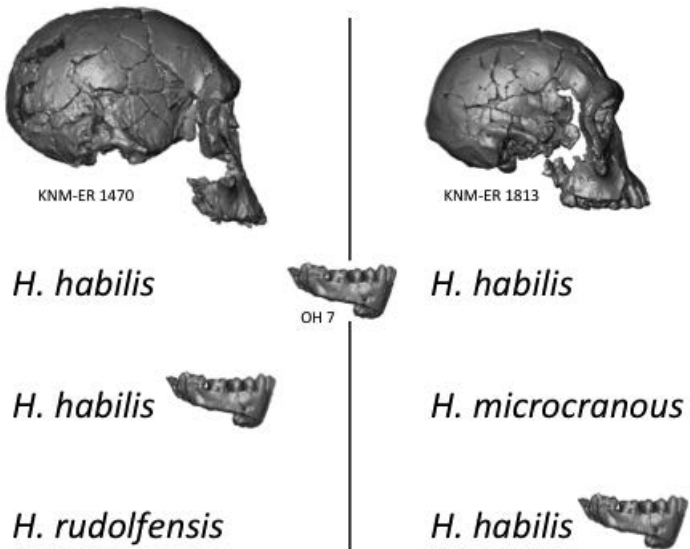 KNM-ER 1470
KNM-ER 1813
H. habilis
OH 7
H. habilis
H. habilis
H. microcranous
H. rudolfensis
H. habilis